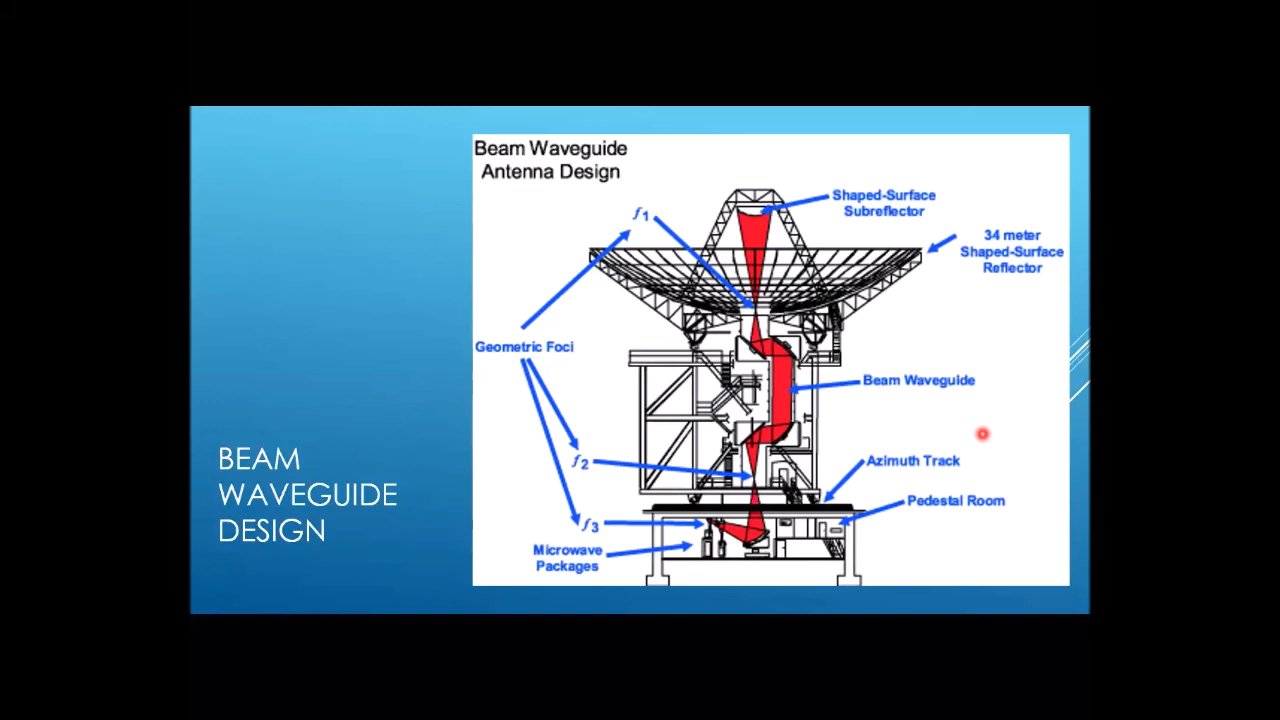 Beam Waveguide
Antenna Design
Shaped-Surface
Subreflector
f1
34 meter
Shaped-Surface
Reflector
Geometric Foci
Beam Waveguide
f2
Azimuth Track
Pedestal Room
f3
Microwave
Packages
BEAM
WAVEGUIDE
DESIGN